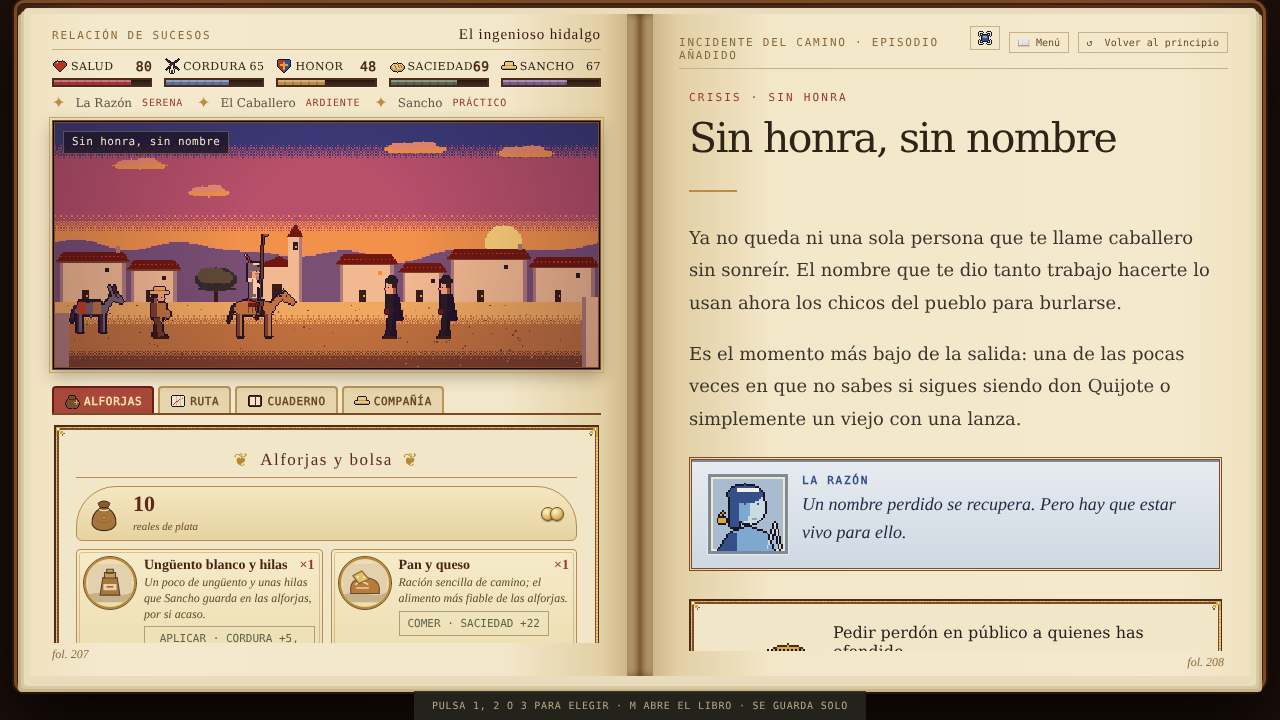 RELACIÓN DE SUCESOS
El ingenioso hidalgo
SALUD 80
CORDURA 65
HONOR 48
SACIEDAD 69
SANCHO 67
La Razón SERENA
El Caballero ARDIENTE
Sancho PRÁCTICO
Sin honra, sin nombre
ALFORJAS
RUTA
CUADERNO
COMPAÑÍA
Alforjas y bolsa
10
reales de plata
Ungüento blanco y hilas ×1
Un poco de ungüento y unas hilas
que Sancho guarda en las alforjas,
por si acaso.
APLICAR · CORDURA +5,
Pan y queso ×1
Ración sencilla de camino; el
alimento más fiable de las alforjas.
COMER · SACIEDAD +22
fol. 207
INCIDENTE DEL CAMINO · EPISODIO
AÑADIDO
Menú
Volver al principio
CRISIS · SIN HONRA
Sin honra, sin nombre
Ya no queda ni una sola persona que te llame caballero
sin sonreír. El nombre que te dio tanto trabajo hacerte lo
usan ahora los chicos del pueblo para burlarse.
Es el momento más bajo de la salida: una de las pocas
veces en que no sabes si sigues siendo don Quijote o
simplemente un viejo con una lanza.
LA RAZÓN
Un nombre perdido se recupera. Pero hay que estar
vivo para ello.
Pedir perdón en público a quienes has
fol. 208
PULSA 1, 2 O 3 PARA ELEGIR · M ABRE EL LIBRO · SE GUARDA SOLO